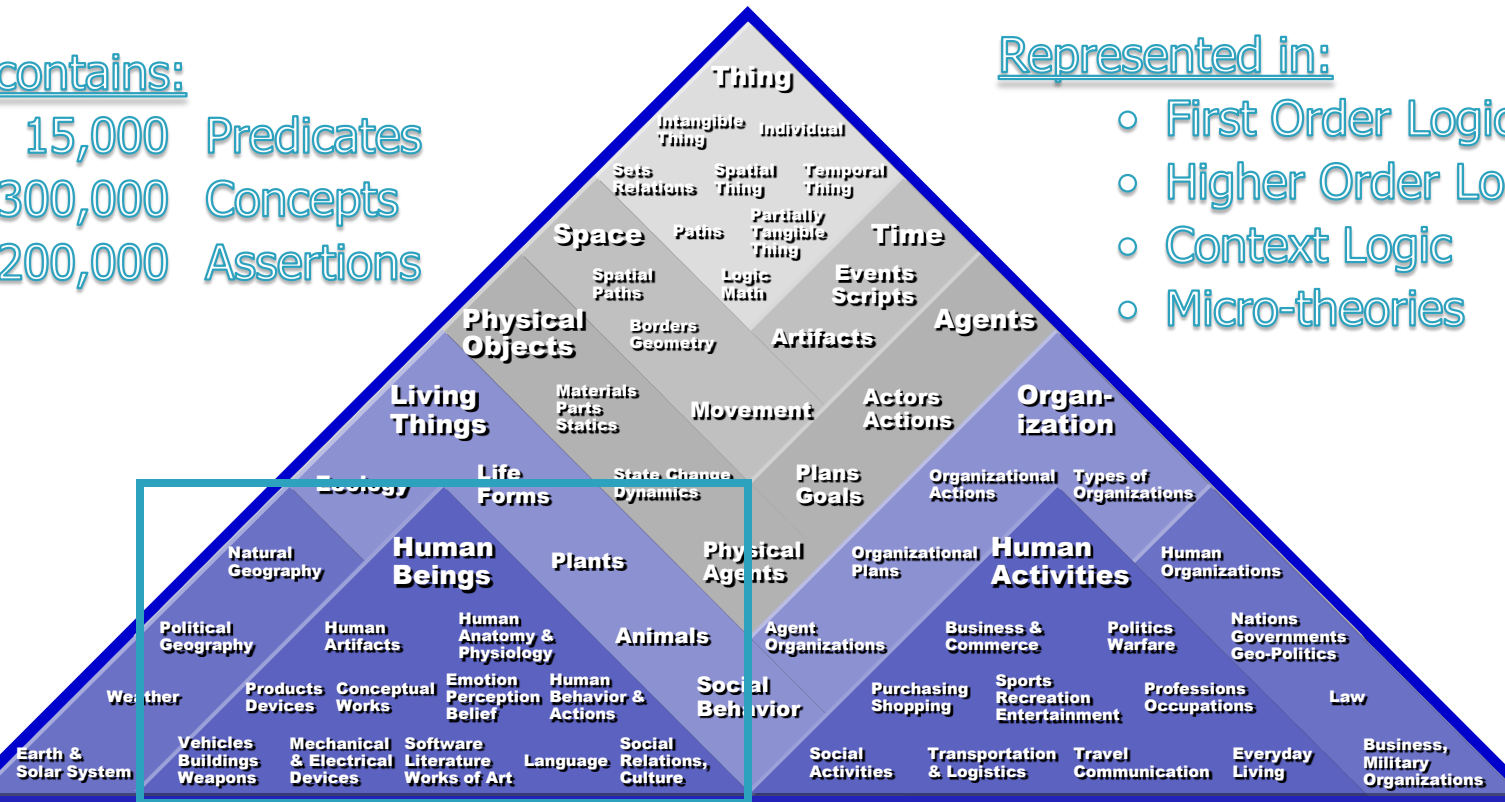 contains:
15,000 Predicates
300,000 Concepts
200,000 Assertions
Represented in:
First Order Logic
Higher Order Lo
Context Logic
Micro-theories
Thing
Intangible
Thing
Individual
Sets
Relations
Spatial
Thing
Temporal
Thing
Space
Paths
Partially
Tangible
Thing
Time
Spatial
Paths
Logic
Math
Events
Scripts
Physical
Objects
Borders
Geometry
Artifacts
Agents
Living
Things
Materials
Parts
Statics
Movement
Actors
Actions
Organ-
ization
Ecology
Life
Forms
State Change
Dynamics
Plans
Goals
Organizational
Actions
Types of
Organizations
Natural
Geography
Human
Beings
Plants
Physical
Agents
Organizational
Plans
Human
Activities
Human
Organizations
Political
Geography
Human
Artifacts
Human
Anatomy &
Physiology
Animals
Agent
Organizations
Business &
Commerce
Politics
Warfare
Nations
Governments
Geo-Politics
Weather
Products
Devices
Conceptual
Works
Emotion
Perception
Belief
Human
Behavior &
Actions
Social
Behavior
Purchasing
Shopping
Sports
Recreation
Entertainment
Professions
Occupations
Law
Earth &
Solar System
Vehicles
Buildings
Weapons
Mechanical
& Electrical
Devices
Software
Literature
Works of Art
Language
Social
Relations,
Culture
Social
Activities
Transportation
& Logistics
Travel
Communication
Everyday
Living
Business,
Military
Organizations